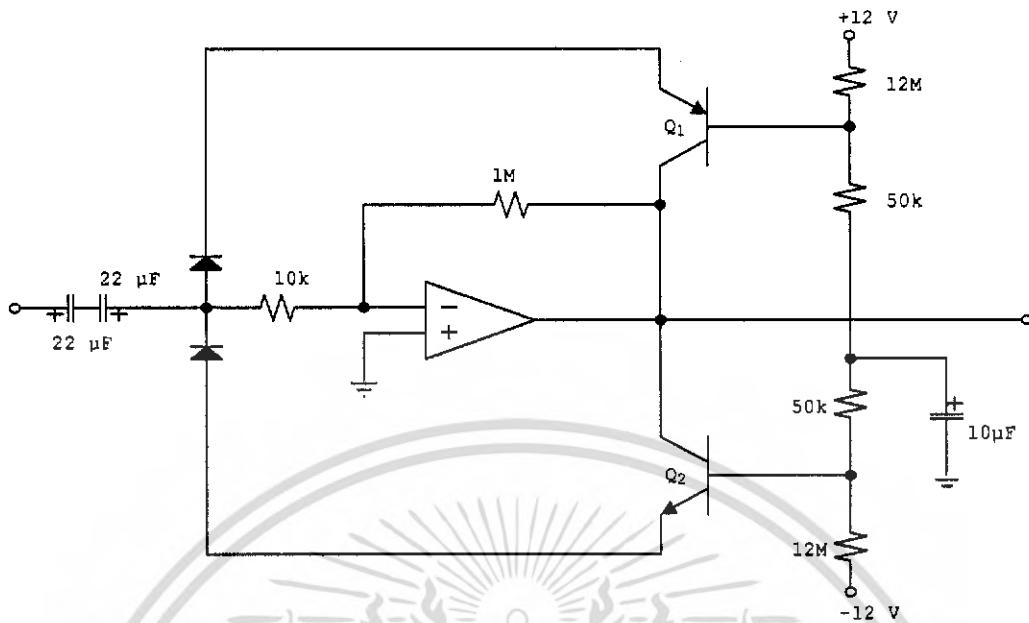 +12 V
12M
Q1
1M
50k
22 µF
10k
−
+ +
22 µF
+
50k
+
10µF
Q2
12M
-12 V